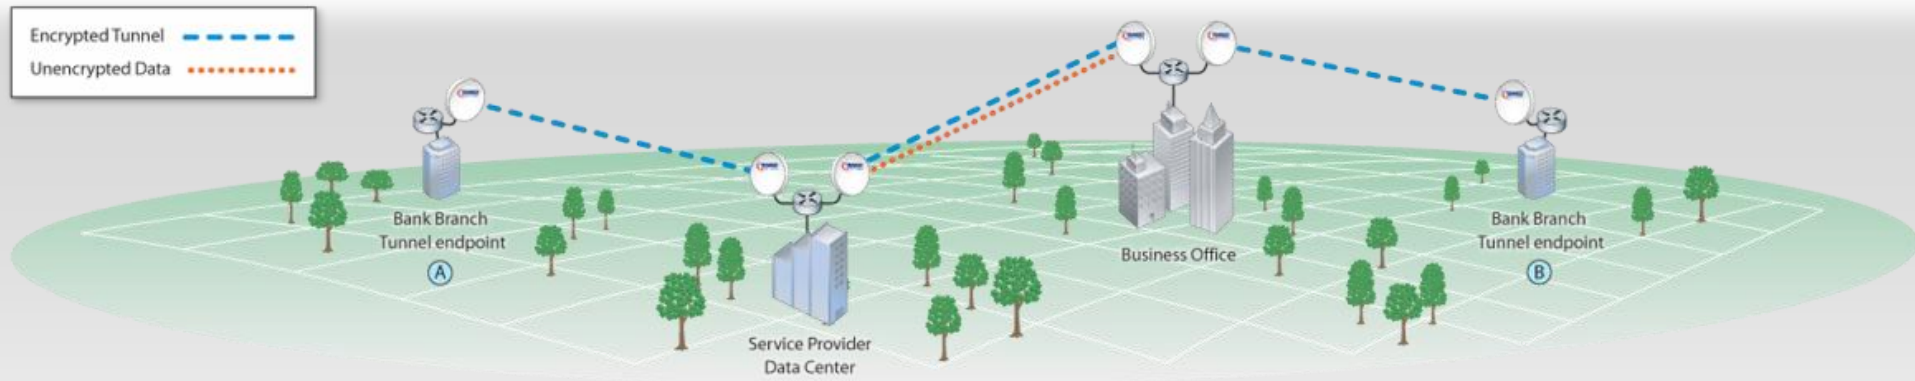 Encrypted Tunnel
Unencrypted Data
Bank Branch
Tunnel endpoint
A
Service Provider
Data Center
Business Office
Bank Branch
Tunnel endpoint
B